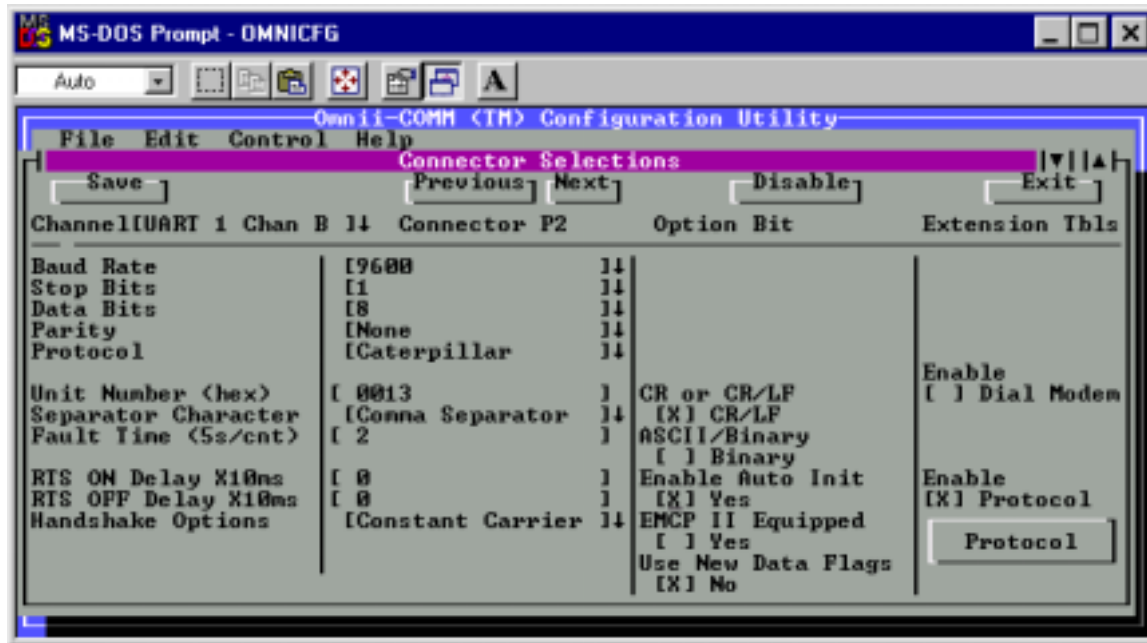 MS-DOS Prompt - OMNICFG
Auto
A
Omnii-COMM (TM) Configuration Utility
File Edit Control Help
Connector Selections
Save Previous Next Disable Exit
Channel[UART 1 Chan B ]↓ Connector P2 Option Bit Extension Tbls
Baud Rate [9600 ]↓
Stop Bits [1 ]↓
Data Bits [8 ]↓
Parity [None ]↓
Protocol [Caterpillar ]↓
Enable
Unit Number (hex) [ 0013 ] CR or CR/LF [ ] Dial Modem
Separator Character [Comma Separator ]↓ [X] CR/LF
Fault Time (5s/cnt) [ 2 ] ASCII/Binary
[ ] Binary
RTS ON Delay X10ms [ 0 ] Enable Auto Init Enable
RTS OFF Delay X10ms [ 0 ] [X] Yes [X] Protocol
Handshake Options [Constant Carrier ]↓ EMCP II Equipped
[ ] Yes Protocol
Use New Data Flags
[X] No